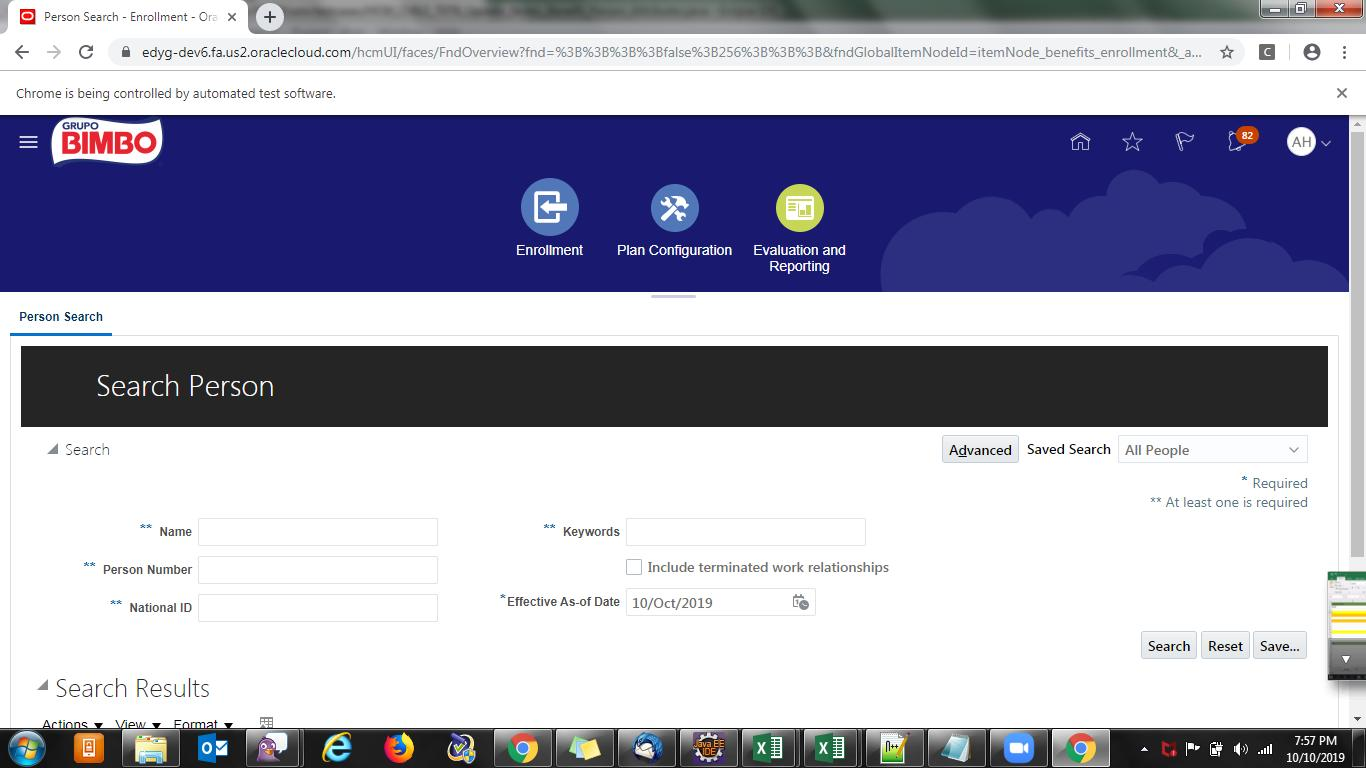 Person Search - Enrollment - Ora
edyg-dev6.fa.us2.oraclecloud.com/hcmUI/faces/FndOverview?fnd=%3B%3B%3B%3Bfalse%3B256%3B%3B%3B&fndGlobalItemNodeId=itemNode_benefits_enrollment&_a...
C
Chrome is being controlled by automated test software.
GRUPO
BIMBO
82
AH
Enrollment
Plan Configuration
Evaluation and
Reporting
Person Search
Search Person
Search
Advanced
Saved Search
All People
* Required
** At least one is required
** Name
** Keywords
** Person Number
Include terminated work relationships
** National ID
*Effective As-of Date
10/Oct/2019
Search
Reset
Save...
Search Results
Actions
View
Format
Java EE
IDE
7:57 PM
10/10/2019